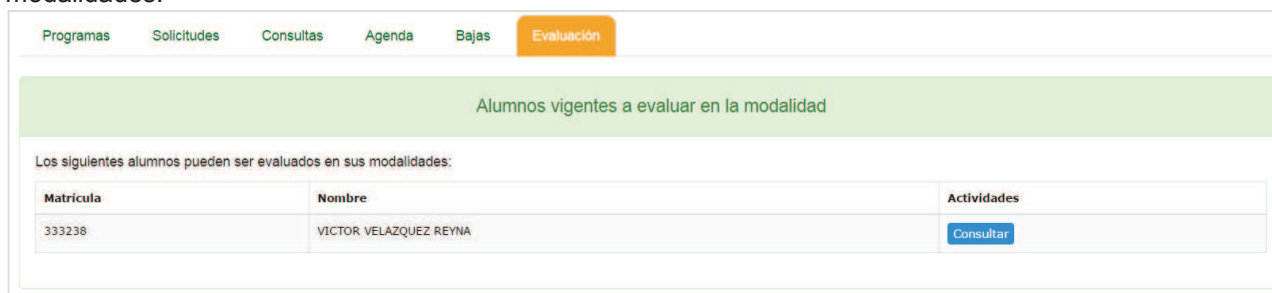 modalidades.
Programas Solicitudes Consultas Agenda Bajas Evaluación
Alumnos vigentes a evaluar en la modalidad
Los siguientes alumnos pueden ser evaluados en sus modalidades:
Matrícula Nombre Actividades
333238 VICTOR VELAZQUEZ REYNA Consultar